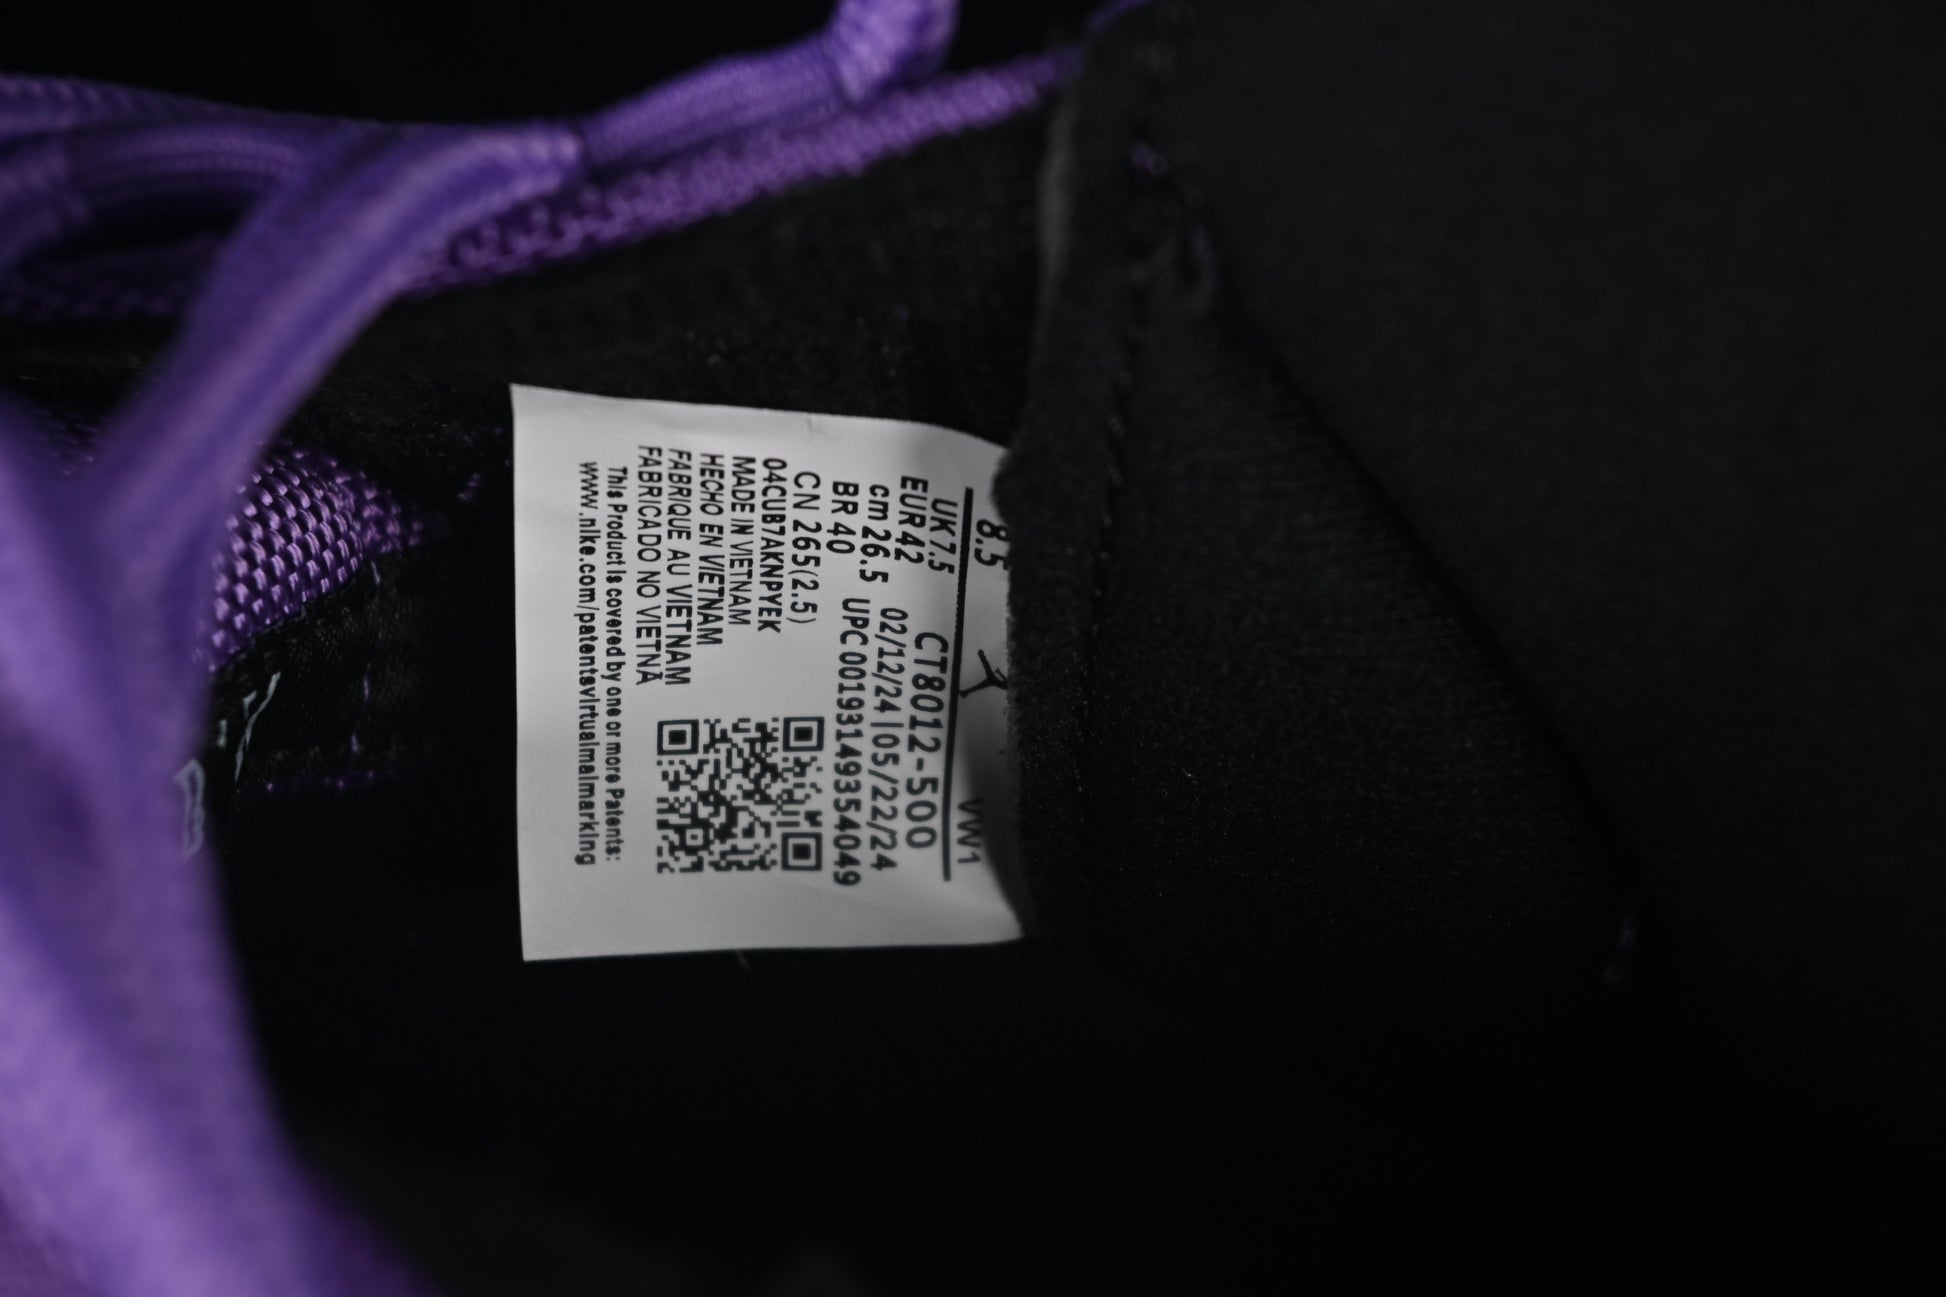 8.5 VW1
UK7.5 CT8012-500
EUR42
cm 26.5 02/12/24 | 05/22/24
BR 40 UPC 00193149354049
CN 265(2.5)
04CUB7AKNPYEK
MADE IN VIETNAM
HECHO EN VIETNAM
FABRIQUE AU VIETNAM
FABRICADO NO VIETNÃ
This Product is covered by one or more Patents:
www.nike.com/patentsvirtualmarking